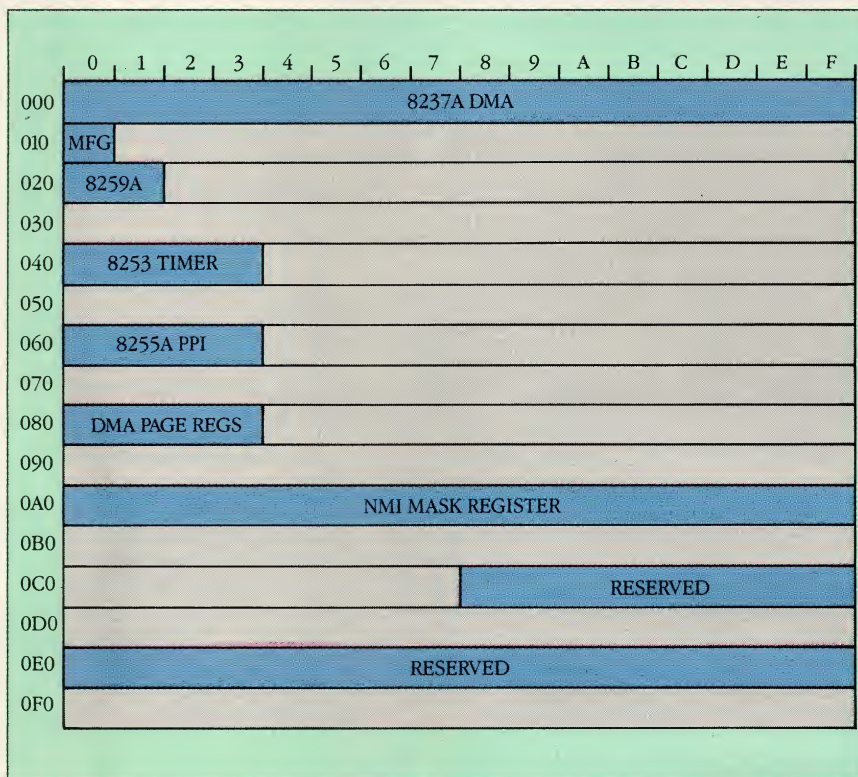 0 1 2 3 4 5 6 7 8 9 A B C D E F
000 8237A DMA
010 MFG
020 8259A
030
040 8253 TIMER
050
060 8255A PPI
070
080 DMA PAGE REGS
090
0A0 NMI MASK REGISTER
0B0
0C0 RESERVED
0D0
0E0 RESERVED
0F0